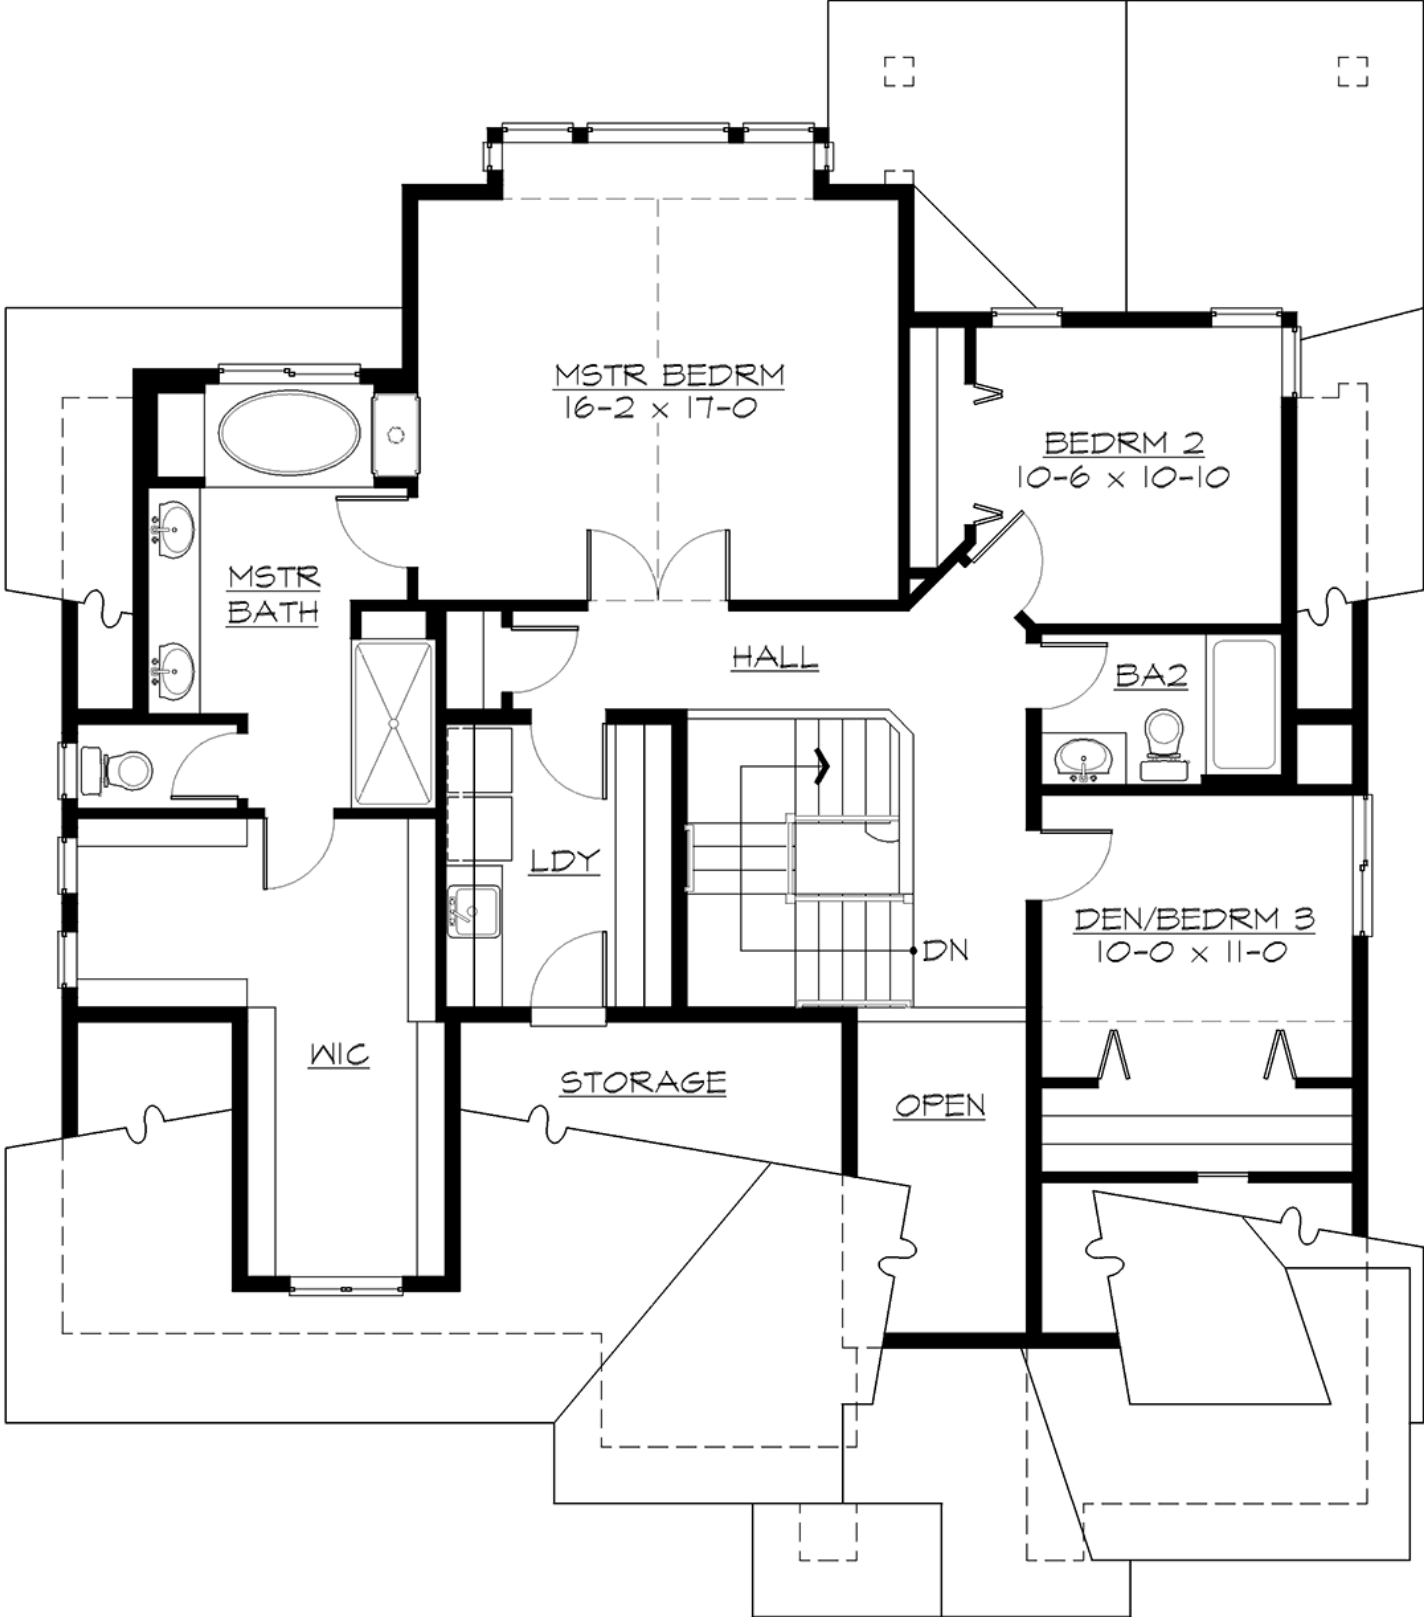 MSTR BEDRM
16-2 x 17-0
BEDRM 2
10-6 x 10-10
MSTR
BATH
HALL
BA2
LDY
DEN/BEDRM 3
10-0 x 11-0
DN
WIC
STORAGE
OPEN